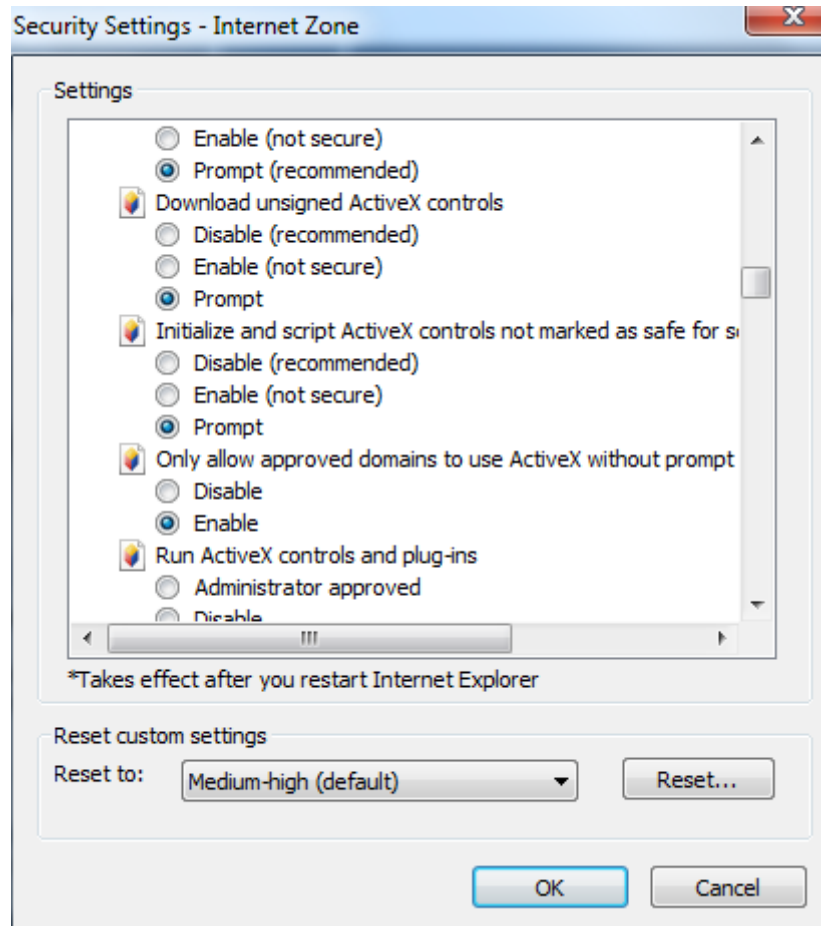 Security Settings - Internet Zone
Settings
Enable (not secure)
Prompt (recommended)
Download unsigned ActiveX controls
Disable (recommended)
Enable (not secure)
Prompt
Initialize and script ActiveX controls not marked as safe for
Disable (recommended)
Enable (not secure)
Prompt
Only allow approved domains to use ActiveX without prompt
Disable
Enable
Run ActiveX controls and plug-ins
Administrator approved
Disable
*Takes effect after you restart Internet Explorer
Reset custom settings
Reset to:
Medium-high (default)
Reset...
OK
Cancel